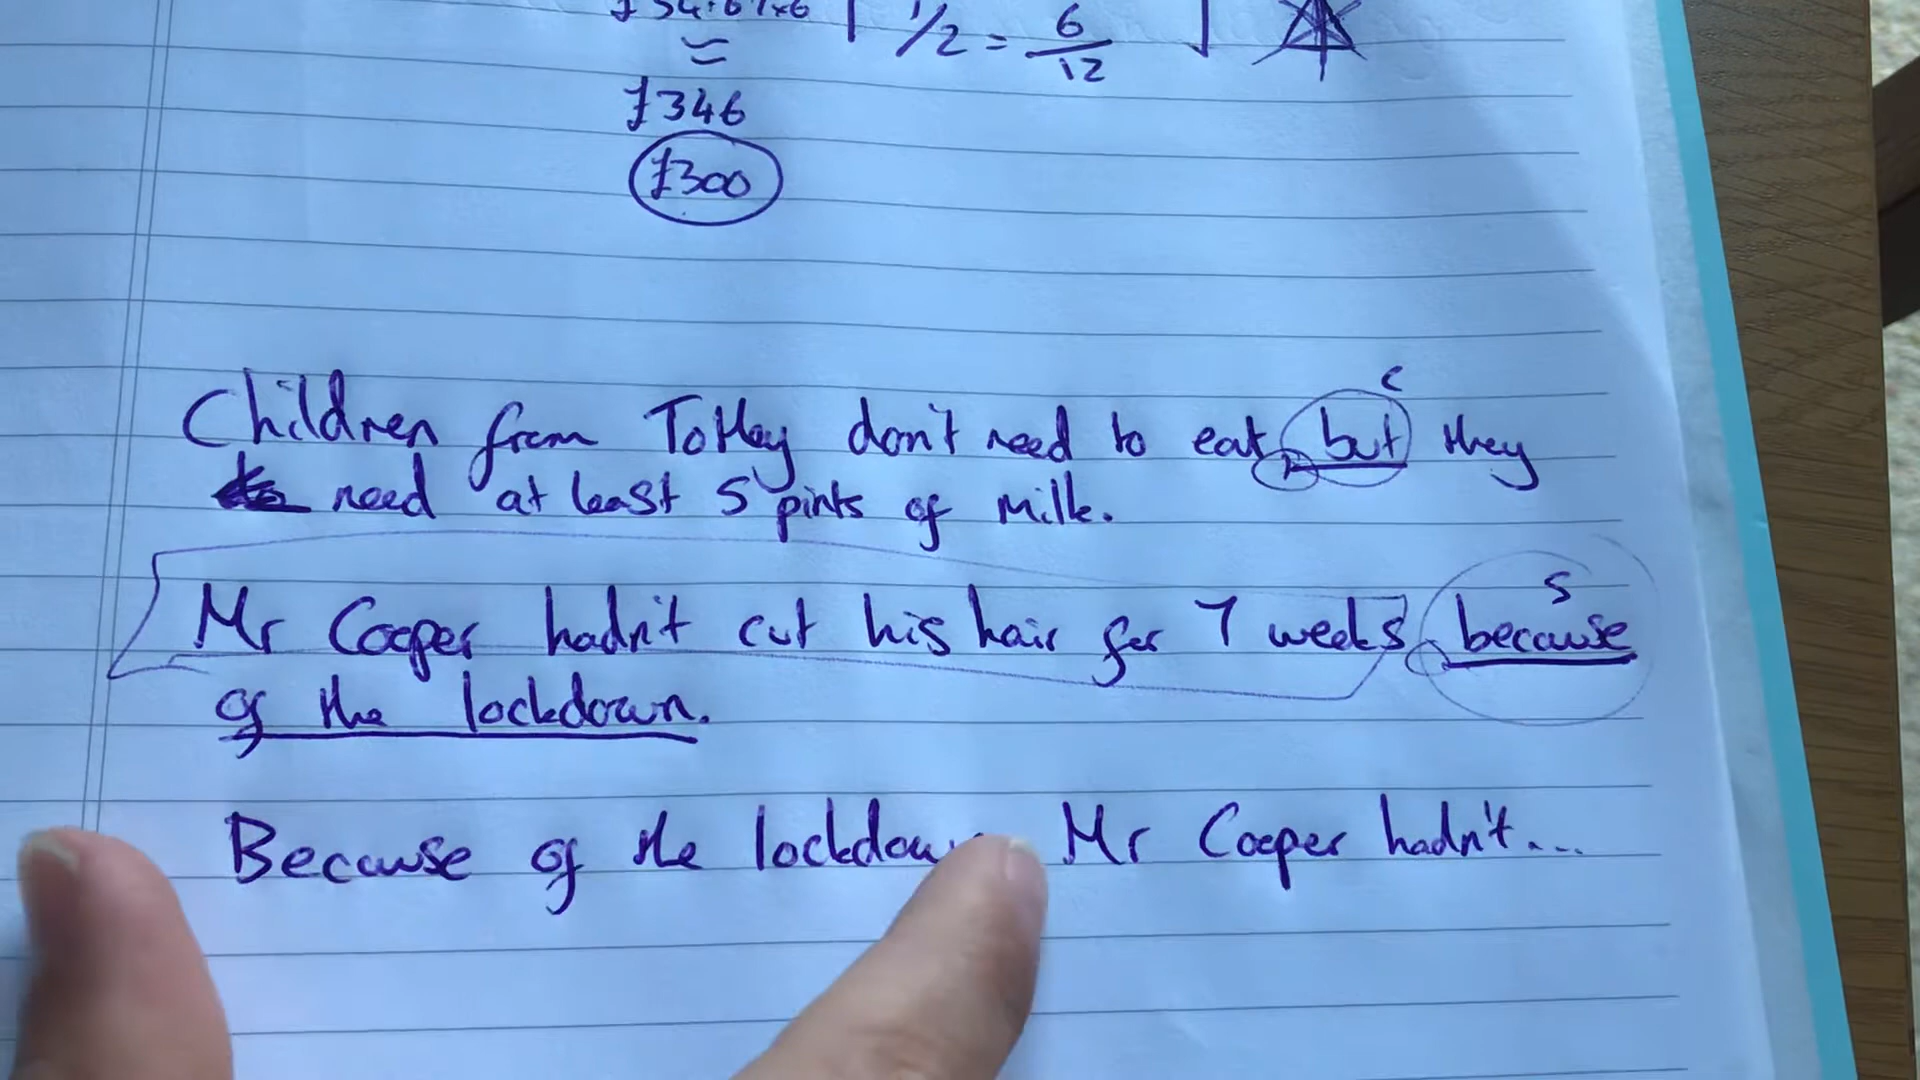 1/2 = 6/12
£346
£300
c
Children from Totley don't need to eat, but they
need at least 5 pints of milk.
s
Mr Cooper hadn't cut his hair for 7 weeks because
of the lockdown.
Because of the Mr Cooper hadn't...